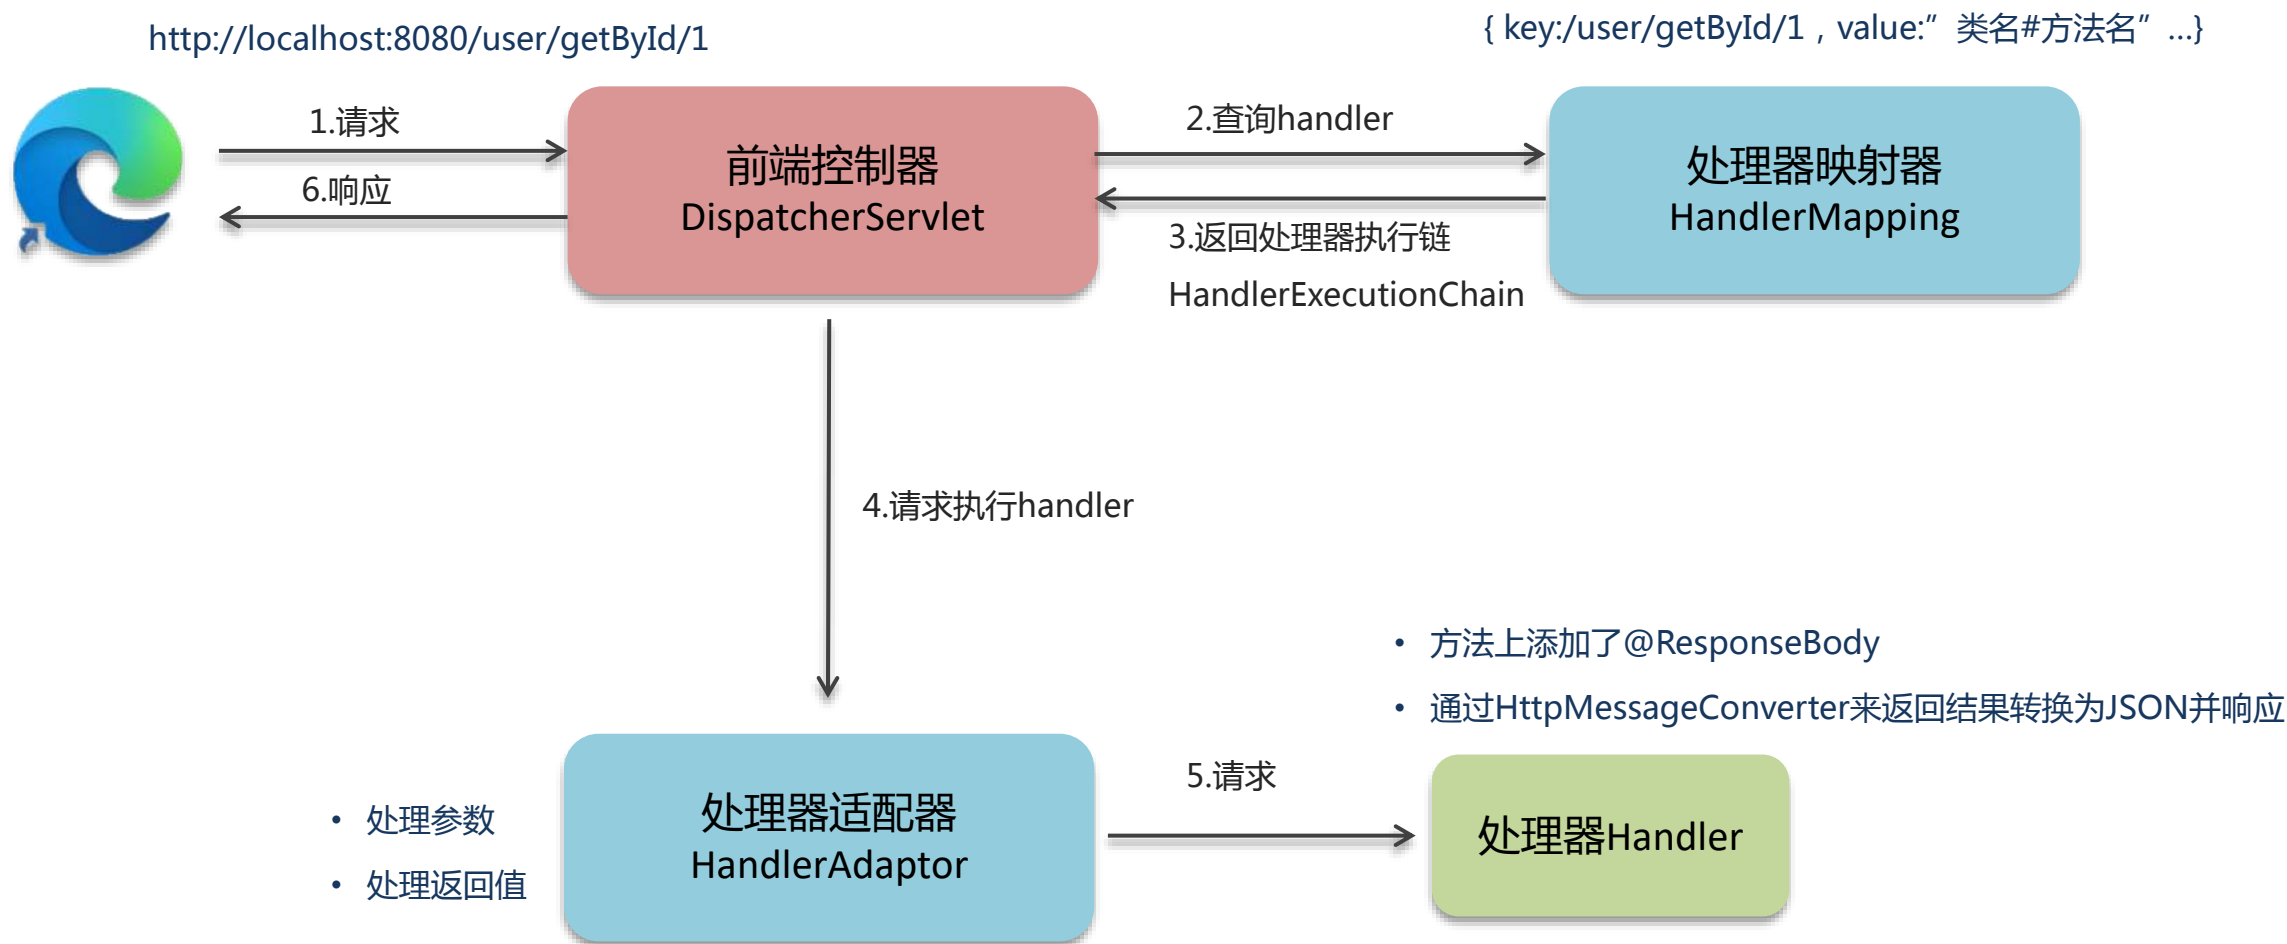 http://localhost:8080/user/getById/1
{ key:/user/getById/1，value:”类名#方法名”...}
1.请求
6.响应
前端控制器
DispatcherServlet
2.查询handler
3.返回处理器执行链
HandlerExecutionChain
处理器映射器
HandlerMapping
4.请求执行handler
• 方法上添加了@ResponseBody
• 通过HttpMessageConverter来返回结果转换为JSON并响应
• 处理参数
• 处理返回值
处理器适配器
HandlerAdaptor
5.请求
处理器Handler